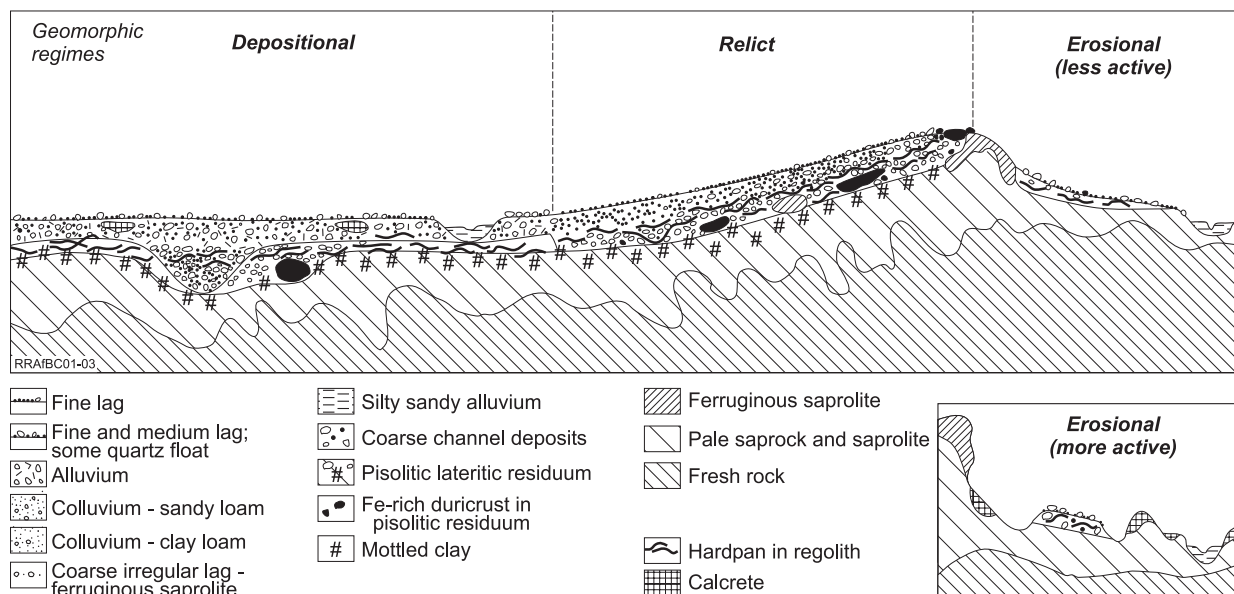 Geomorphic
regimes
Depositional
Relict
Erosional
(less active)
RRAfBC01-03
Fine lag
Fine and medium lag;
some quartz float
Alluvium
Colluvium - sandy loam
Colluvium - clay loam
Coarse irregular lag -
ferruginous saprolite
Silty sandy alluvium
Coarse channel deposits
Pisolitic lateritic residuum
Fe-rich duricrust in
pisolitic residuum
Mottled clay
Ferruginous saprolite
Pale saprock and saprolite
Fresh rock
Hardpan in regolith
Calcrete
Erosional
(more active)